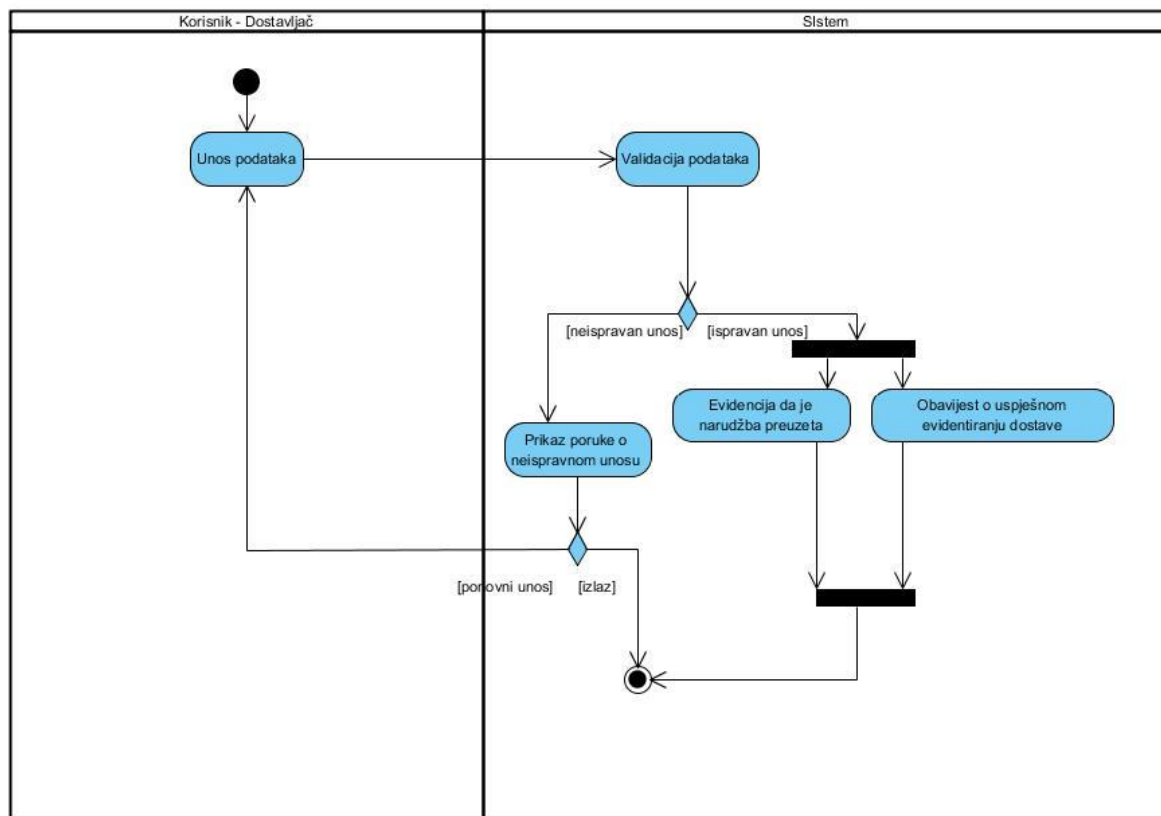 Korisnik - Dostavljač
SIstem
Unos podataka
Validacija podataka
[neispravan unos]
[ispravan unos]
Evidencija da je
narudžba preuzeta
Obavijest o uspješnom
evidentiranju dostave
Prikaz poruke o
neispravnom unosu
[ponovni unos]
[izlaz]